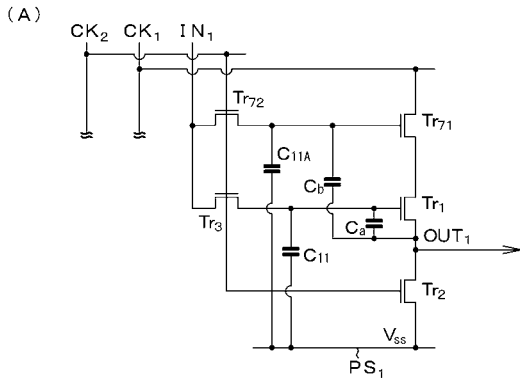 (A)
CK₂ CK₁ IN₁
Tr₇₂
Tr₇₁
C₁₁A
Cb
Tr₁
Tr₃
Ca
OUT₁
C₁₁
Tr₂
Vss
PS₁